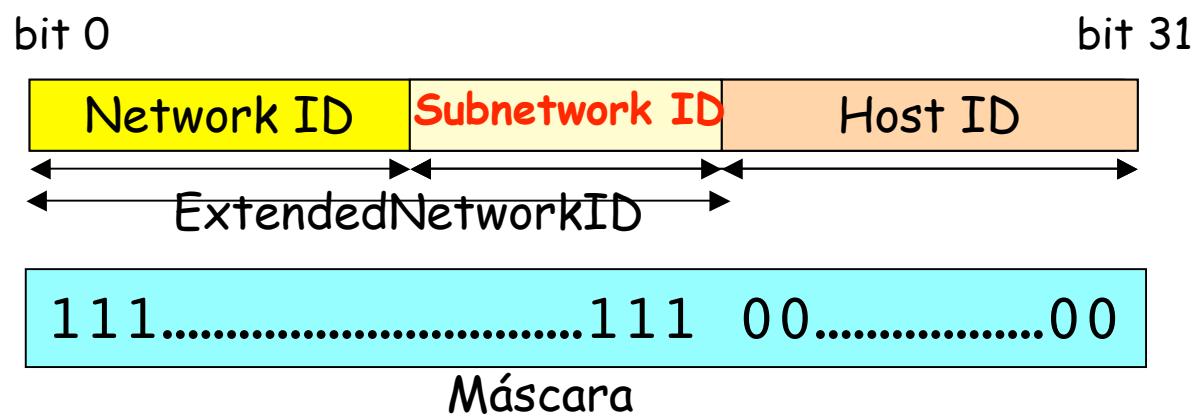 bit 0 bit 31
Network ID Subnetwork ID Host ID
ExtendedNetworkID
111.................................111 00..................00
Máscara